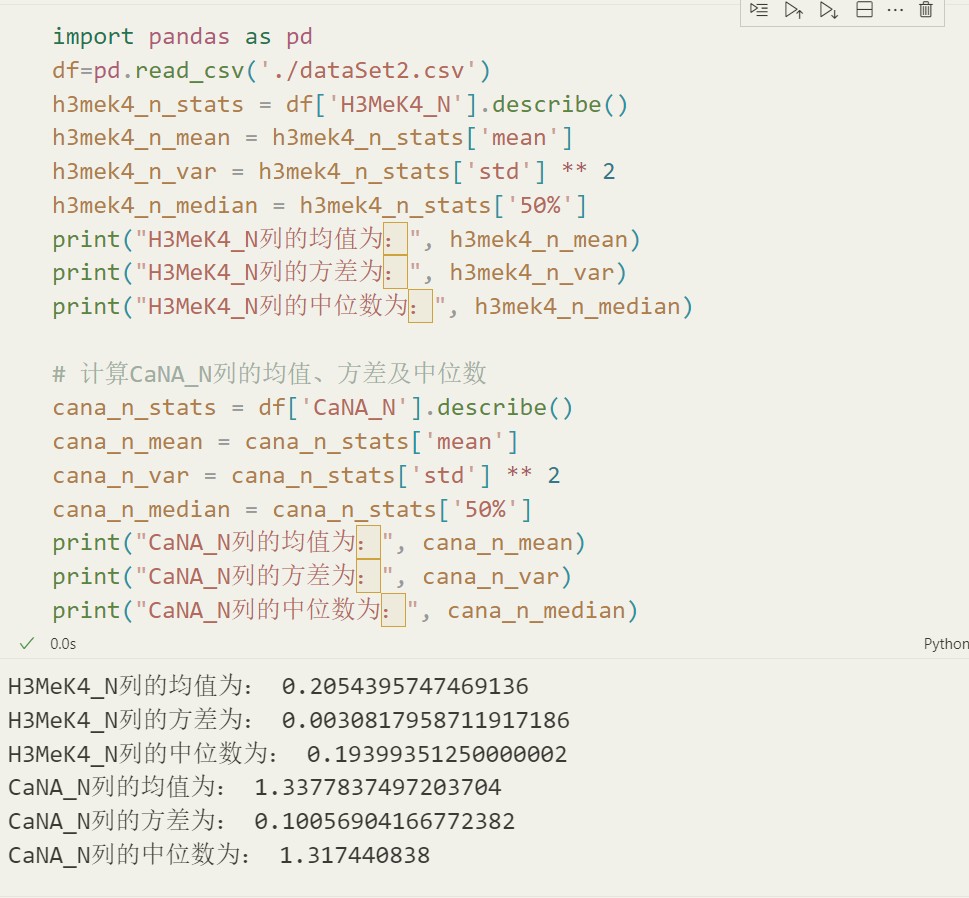 import pandas as pd
df=pd.read_csv('./dataSet2.csv')
h3mek4_n_stats = df['H3MeK4_N'].describe()
h3mek4_n_mean = h3mek4_n_stats['mean']
h3mek4_n_var = h3mek4_n_stats['std'] ** 2
h3mek4_n_median = h3mek4_n_stats['50%']
print("H3MeK4_N列的均值为：", h3mek4_n_mean)
print("H3MeK4_N列的方差为：", h3mek4_n_var)
print("H3MeK4_N列的中位数为：", h3mek4_n_median)
# 计算CaNA_N列的均值、方差及中位数
cana_n_stats = df['CaNA_N'].describe()
cana_n_mean = cana_n_stats['mean']
cana_n_var = cana_n_stats['std'] ** 2
cana_n_median = cana_n_stats['50%']
print("CaNA_N列的均值为：", cana_n_mean)
print("CaNA_N列的方差为：", cana_n_var)
print("CaNA_N列的中位数为：", cana_n_median)
0.0s
Python
H3MeK4_N列的均值为： 0.2054395747469136
H3MeK4_N列的方差为： 0.0030817958711917186
H3MeK4_N列的中位数为： 0.19399351250000002
CaNA_N列的均值为： 1.3377837497203704
CaNA_N列的方差为： 0.10056904166772382
CaNA_N列的中位数为： 1.317440838